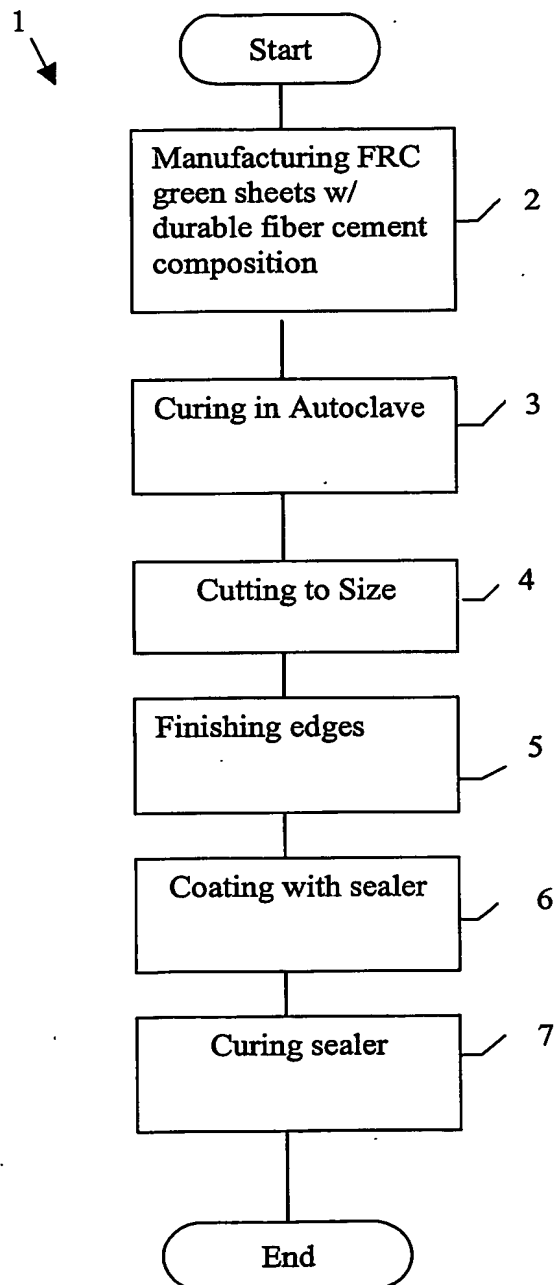 1
Start
Manufacturing FRC
green sheets w/
durable fiber cement
composition
2
Curing in Autoclave
3
Cutting to Size
4
Finishing edges
5
Coating with sealer
6
Curing sealer
7
End